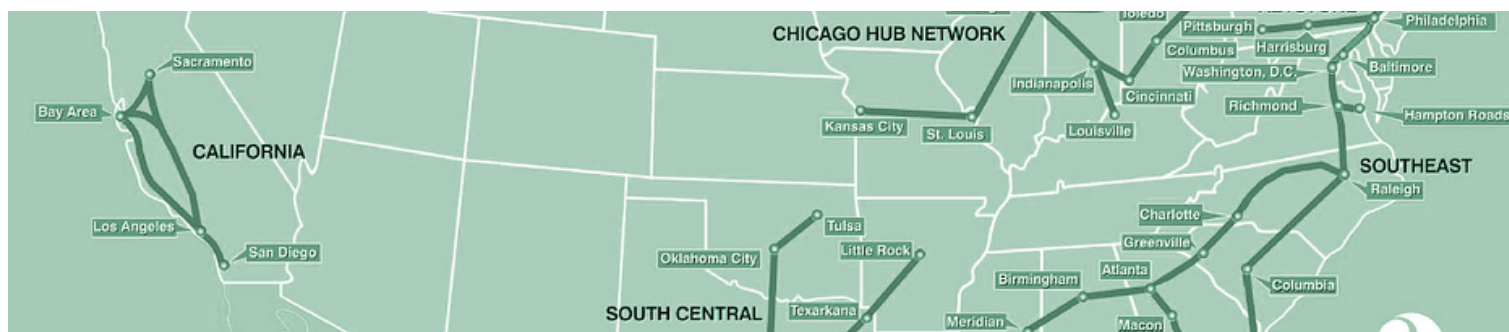 Toledo
KEYSTONE
Pittsburgh
Philadelphia
CHICAGO HUB NETWORK
Columbus
Harrisburg
Sacramento
Washington, D.C.
Baltimore
Indianapolis
Cincinnati
Bay Area
Richmond
Hampton Roads
Kansas City
St. Louis
Louisville
CALIFORNIA
SOUTHEAST
Raleigh
Charlotte
Los Angeles
Tulsa
Greenville
San Diego
Oklahoma City
Little Rock
Birmingham
Atlanta
Columbia
SOUTH CENTRAL
Texarkana
Meridian
Macon